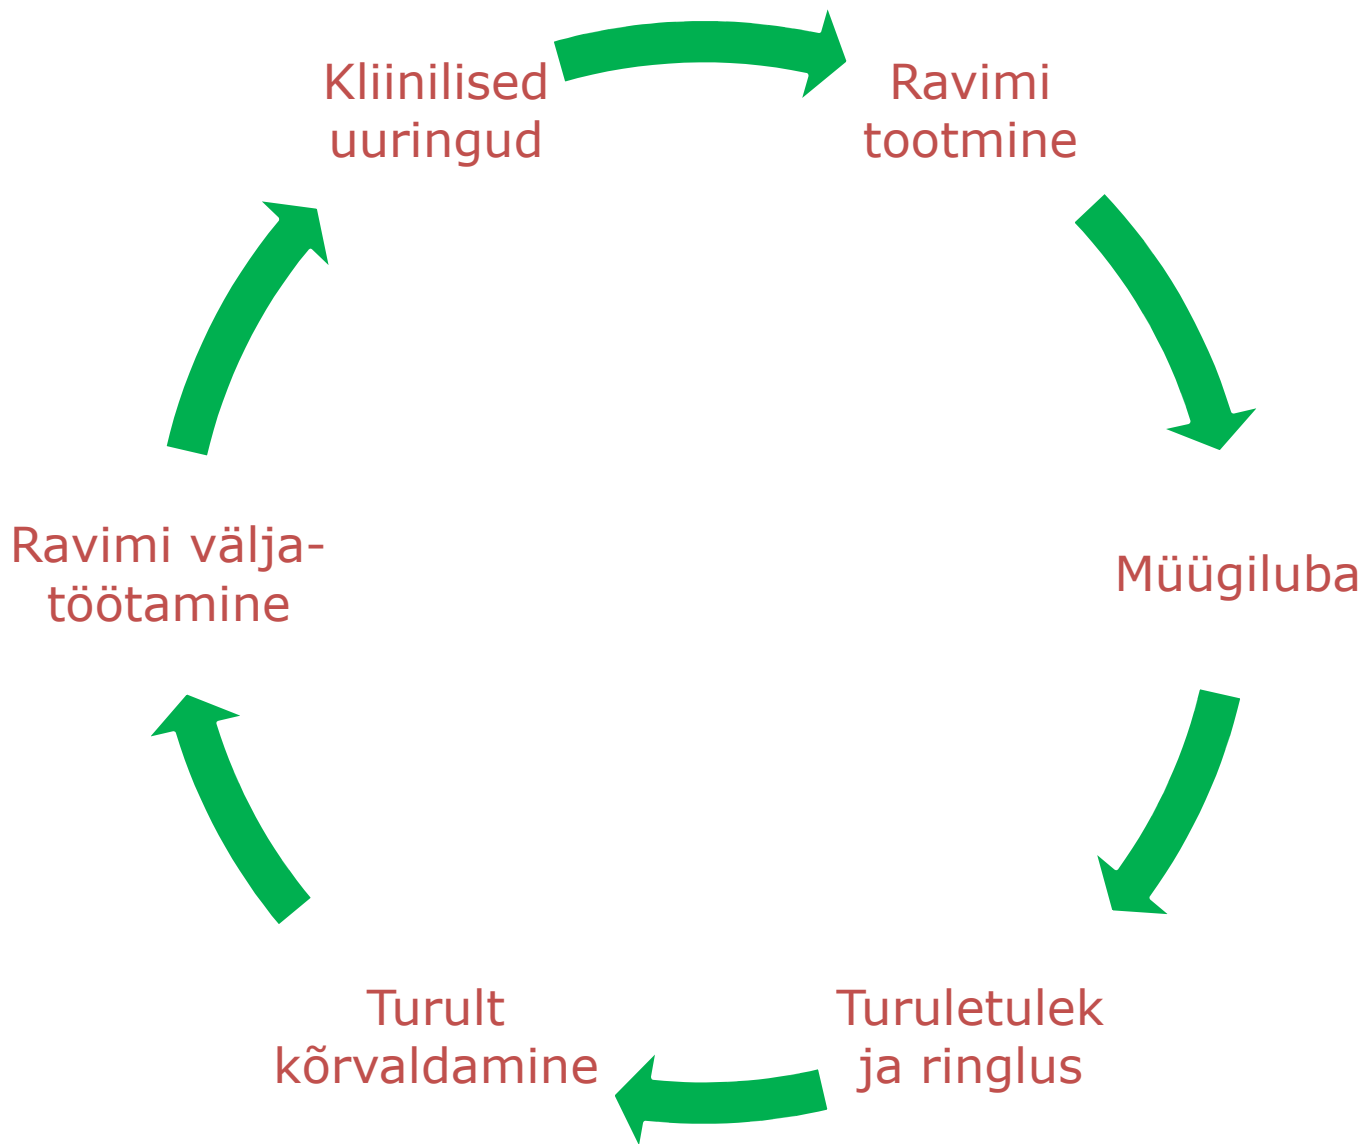 Kliinilised
uuringud
Ravimi
tootmine
Ravimi välja-
töötamine
Müügiluba
Turult
kõrvaldamine
Turuletulek
ja ringlus